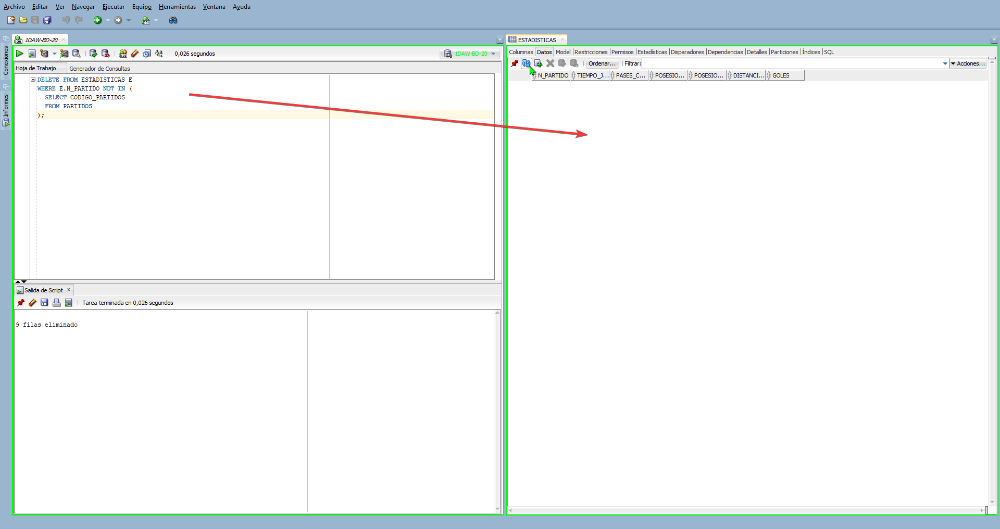 Archivo Editar Ver Navegar Ejecutar Equipo Herramientas Ventana Ayuda
Conexiones
Informes
1DAW-BD-20
0,026 segundos
1DAW-BD-20
Hoja de Trabajo Generador de Consultas
DELETE FROM ESTADISTICAS E
WHERE E.N_PARTIDO NOT IN (
SELECT CODIGO_PARTIDOS
FROM PARTIDOS
);
Salida de Script
Tarea terminada en 0,026 segundos
9 filas eliminado
ESTADISTICAS
Columnas Datos Model Restricciones Permisos Estadísticas Disparadores Dependencias Detalles Particiones Índices SQL
Ordenar... Filtrar: Acciones...
N_PARTIDO TIEMPO_J... PASES_C... POSESIO... POSESIO... DISTANCI... GOLES